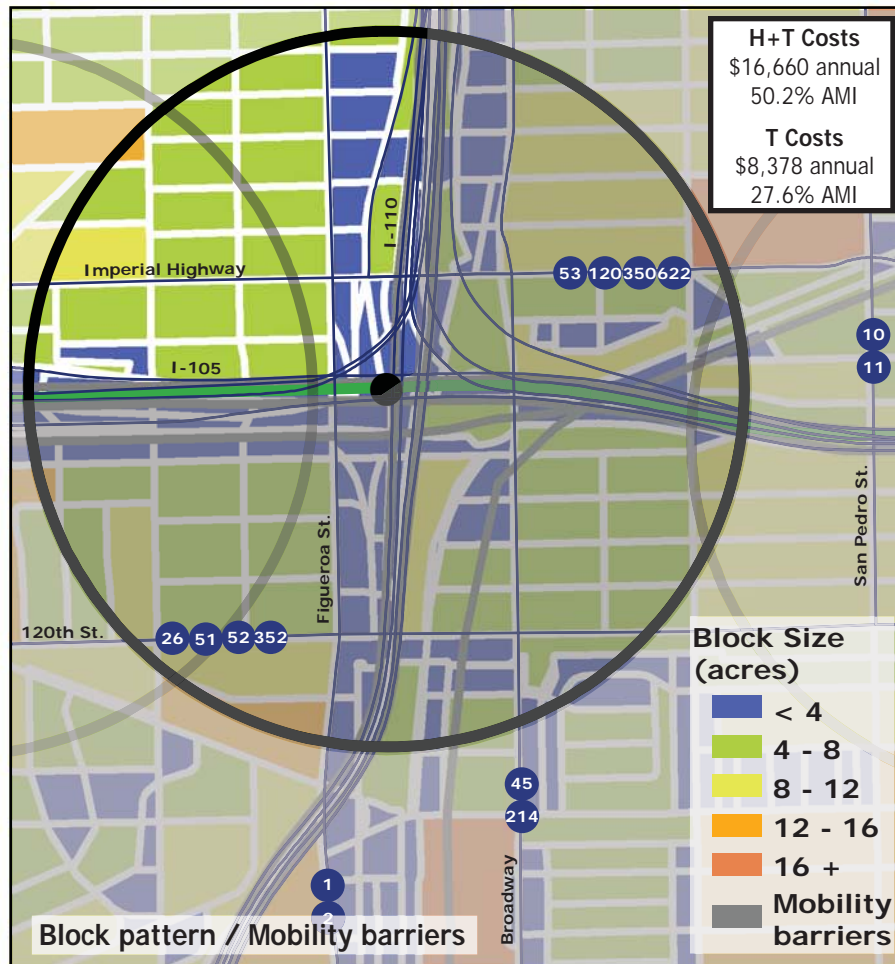 H+T Costs
$16,660 annual
50.2% AMI
T Costs
$8,378 annual
27.6% AMI
I-110
Imperial Highway
53 120 350 622
10
11
I-105
San Pedro St.
Figueroa St.
120th St.
26 51 52 352
Block Size
(acres)
< 4
4 - 8
8 - 12
12 - 16
16 +
Mobility
barriers
45
214
Broadway
1
2
Block pattern / Mobility barriers